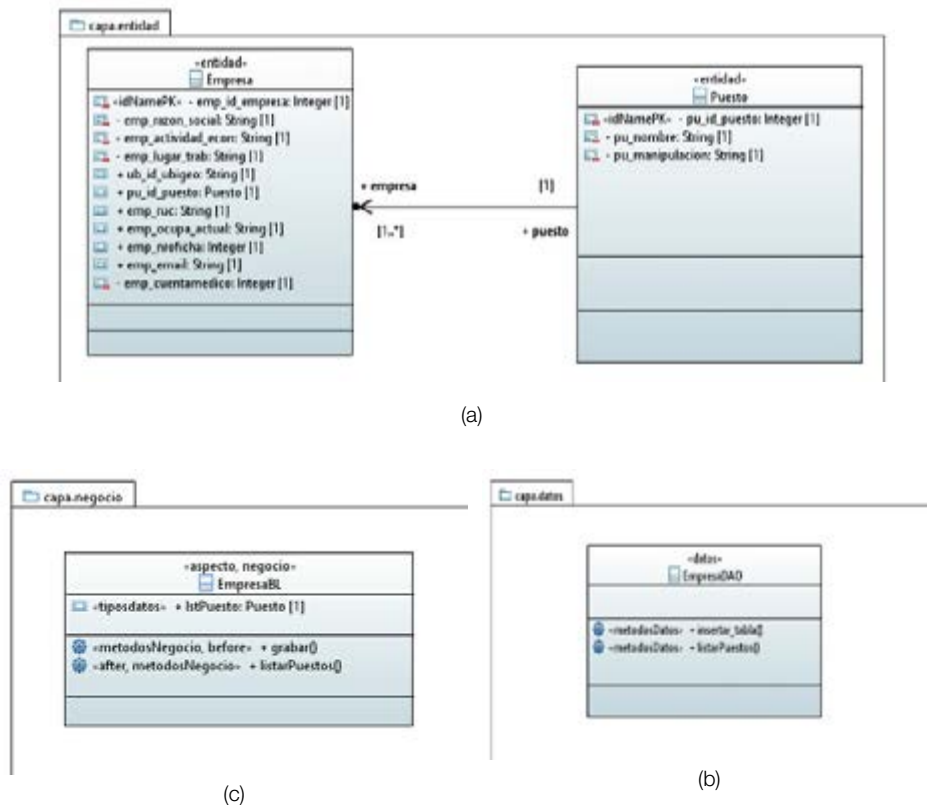 capa.entidad
«entidad»
Empresa
«idNamePK» - emp_id_empresa: Integer [1]
- emp_razon_social: String [1]
- emp_actividad_econ: String [1]
- emp_lugar_trab: String [1]
+ ub_id_ubigeo: String [1]
+ pu_id_puesto: Puesto [1]
+ emp_ruc: String [1]
+ emp_ocupa_actual: String [1]
+ emp_nroficha: Integer [1]
+ emp_email: String [1]
- emp_cuentamedico: Integer [1]
+ empresa
[1..*]
[1]
+ puesto
«entidad»
Puesto
«idNamePK» - pu_id_puesto: Integer [1]
- pu_nombre: String [1]
- pu_manipulacion: String [1]
(a)
capa.negocio
«aspecto, negocio»
EmpresaBL
«tiposdatos» + lstPuesto: Puesto [1]
«metodosNegocio, before» + grabar()
«after, metodosNegocio» + listarPuestos()
(c)
capa.datos
«datos»
EmpresaDAO
«metodosDatos» + insertar_tabla()
«metodosDatos» + listarPuestos()
(b)